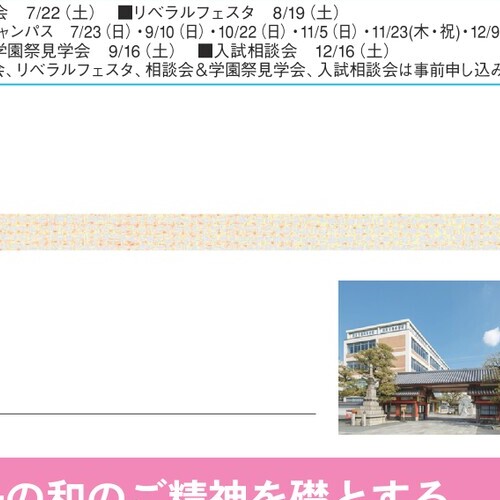 会 7/22（土） ■リベラルフェスタ 8/19（土）
ャンパス 7/23（日）・9/10（日）・10/22（日）・11/5（日）・11/23(木・祝)・12/9
学園祭見学会 9/16（土） ■入試相談会 12/16（土）
会、リベラルフェスタ、相談会＆学園祭見学会、入試相談会は事前申し込み
の和のご精神を礎とする